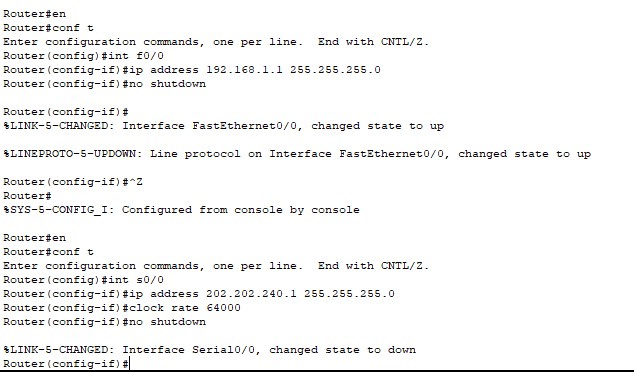 Router#en
Router#conf t
Enter configuration commands, one per line.  End with CNTL/Z.
Router(config)#int f0/0
Router(config-if)#ip address 192.168.1.1 255.255.255.0
Router(config-if)#no shutdown
Router(config-if)#
%LINK-5-CHANGED: Interface FastEthernet0/0, changed state to up
%LINEPROTO-5-UPDOWN: Line protocol on Interface FastEthernet0/0, changed state to up
Router(config-if)#^Z
Router#
%SYS-5-CONFIG_I: Configured from console by console
Router#en
Router#conf t
Enter configuration commands, one per line.  End with CNTL/Z.
Router(config)#int s0/0
Router(config-if)#ip address 202.202.240.1 255.255.255.0
Router(config-if)#clock rate 64000
Router(config-if)#no shutdown
%LINK-5-CHANGED: Interface Serial0/0, changed state to down
Router(config-if)#